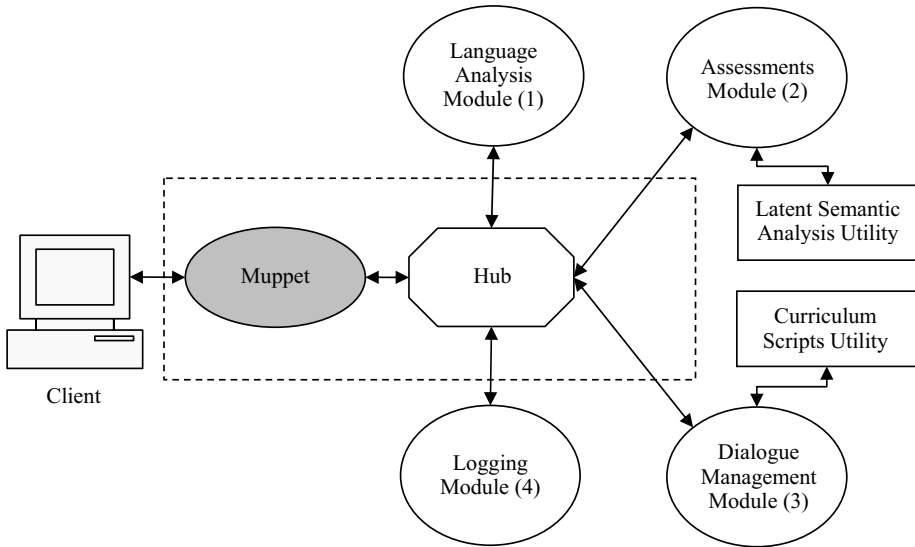 Language
Analysis
Module (1)
Assessments
Module (2)
Latent Semantic
Analysis Utility
Muppet
Hub
Curriculum
Scripts Utility
Client
Logging
Module (4)
Dialogue
Management
Module (3)